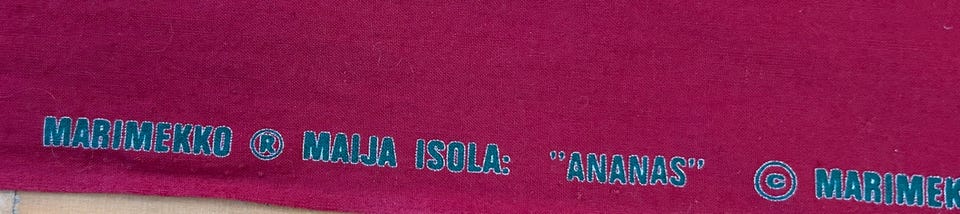 MARIMEKKO ® MAIJA ISOLA: "ANANAS" © MARIMEK